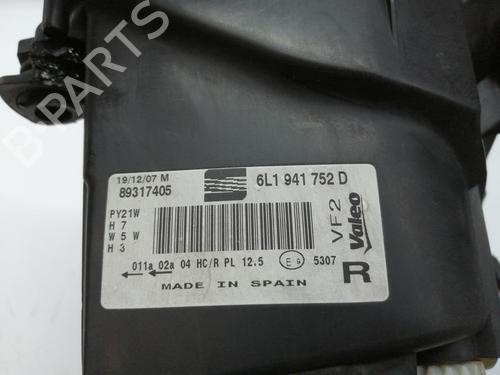 B-PARTS
19/12/07 M
89317405
6L1 941 752 D
PY21W
H 7
W 5 W
H 3
VF2
Valeo
011a 02a 04 HC/R PL 12.5
E 9
5307
R
MADE IN SPAIN